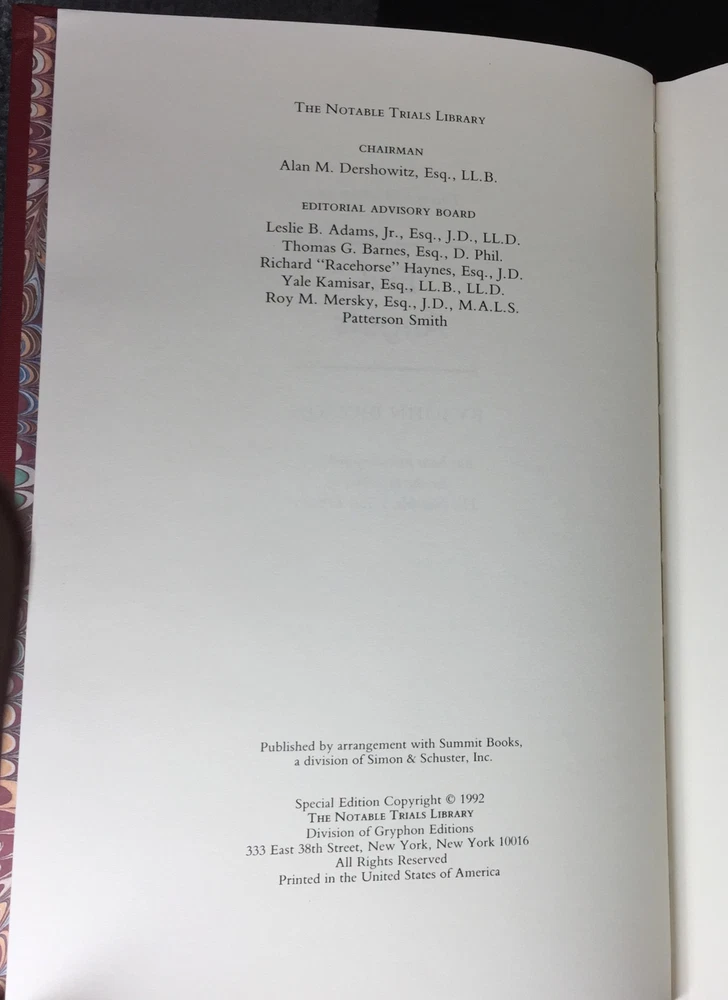 THE NOTABLE TRIALS LIBRARY
CHAIRMAN
Alan M. Dershowitz, Esq., LL.B.
EDITORIAL ADVISORY BOARD
Leslie B. Adams, Jr., Esq., J.D., LL.D.
Thomas G. Barnes, Esq., D. Phil.
Richard “Racehorse” Haynes, Esq., J.D.
Yale Kamisar, Esq., LL.B., LL.D.
Roy M. Mersky, Esq., J.D., M.A.L.S.
Patterson Smith
Published by arrangement with Summit Books,
a division of Simon & Schuster, Inc.
Special Edition Copyright © 1992
THE NOTABLE TRIALS LIBRARY
Division of Gryphon Editions
333 East 38th Street, New York, New York 10016
All Rights Reserved
Printed in the United States of America